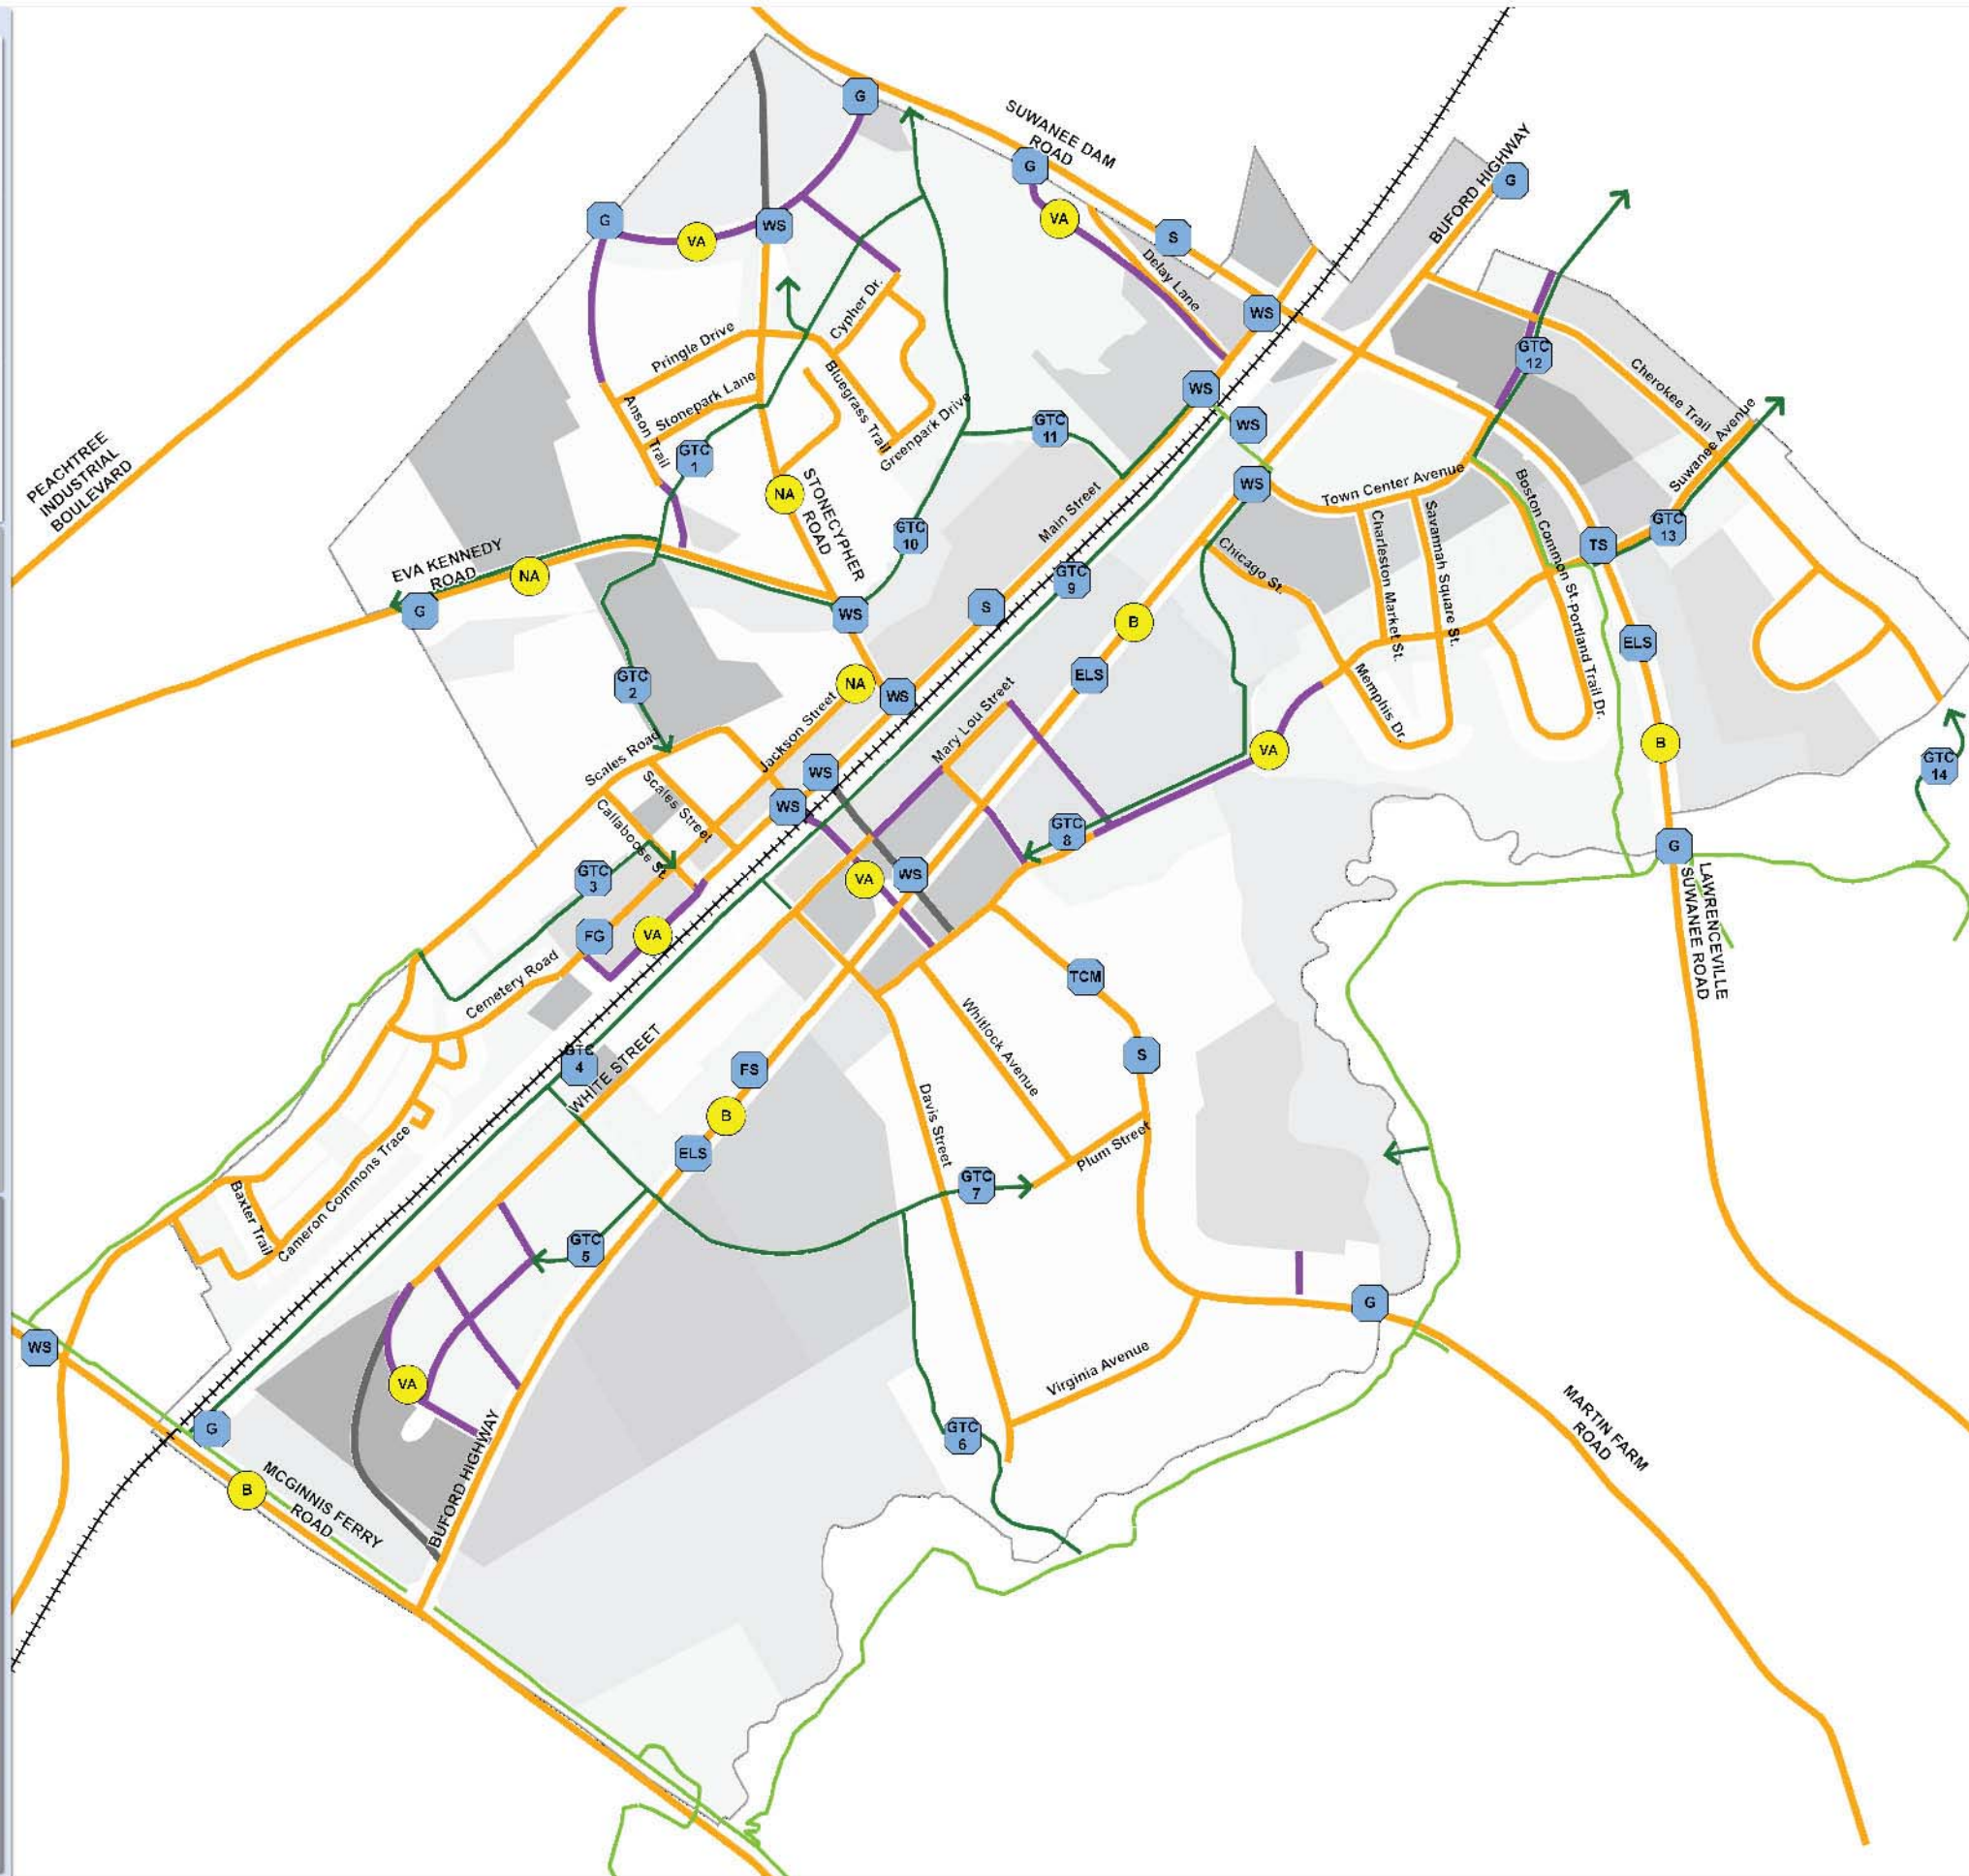 G
SUWANEE DAM
ROAD
G
VA
S
BUFORD HIGHWAY
G
G
VA
WS
Delay Lane
WS
GTC
12
Cypher Dr.
Pringle Drive
Cherokee Trail
Stonepark Lane
Bluegrass Trail
WS
Anson Trail
Greenpark Drive
GTC
11
WS
Suwanee Avenue
GTC
1
PEACHTREE
INDUSTRIAL
BOULEVARD
NA
STONECYPHER
ROAD
WS
Town Center Avenue
Main Street
GTC
10
Charleston Market St.
Savannah Square St.
Boston Common St.
GTC
13
TS
EVA KENNEDY
ROAD
NA
G
Chicago St.
GTC
9
WS
S
B
Portland Trail Dr.
ELS
ELS
GTC
2
NA
WS
Memphis Dr.
Mary Lou Street
Jackson Street
VA
B
Scales Road
GTC
14
WS
Scales Street
WS
Callaboose St.
GTC
8
G
GTC
3
VA
WS
LAWRENCEVILLE
SUWANEE ROAD
FG
VA
Cemetery Road
TCM
Whitlock Avenue
GTC
4
WHITE STREET
FS
S
B
Davis Street
ELS
Plum Street
Cameron Commons Trace
Baxter Trail
GTC
7
GTC
5
G
WS
VA
Virginia Avenue
G
GTC
6
MARTIN FARM
ROAD
B
MCGINNIS FERRY
ROAD
BUFORD HIGHWAY